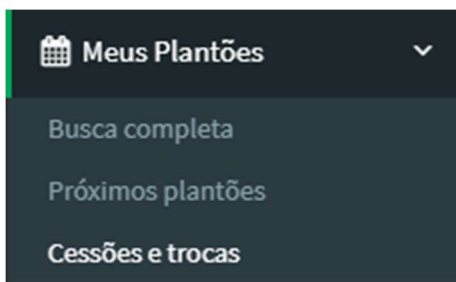 Meus Plantões
Busca completa
Próximos plantões
Cessões e trocas